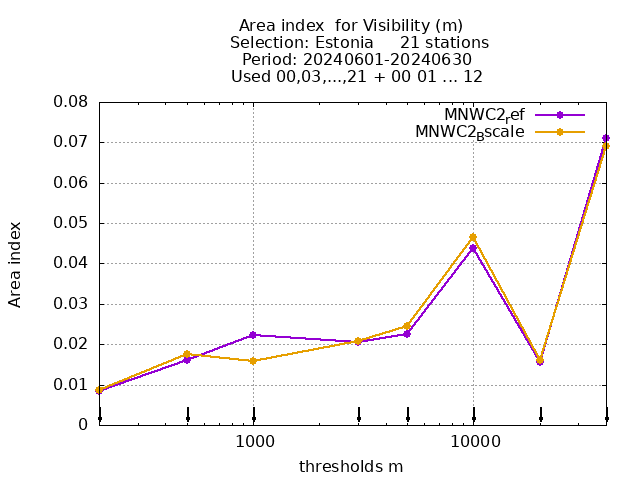 Area index  for Visibility (m)
Selection: Estonia     21 stations
Period: 20240601-20240630
Used 00,03,...,21 + 00 01 ... 12
MNWC2ref
MNWC2Bscale
0.08
0.07
0.06
0.05
0.04
0.03
0.02
0.01
0
Area index
1000
10000
thresholds m